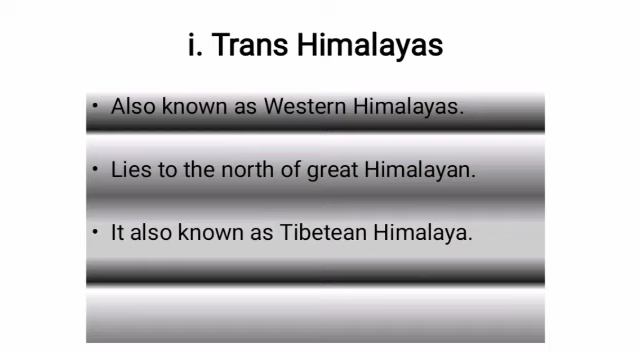 i. Trans Himalayas
• Also known as Western Himalayas.
• Lies to the north of great Himalayan.
• It also known as Tibetean Himalaya.